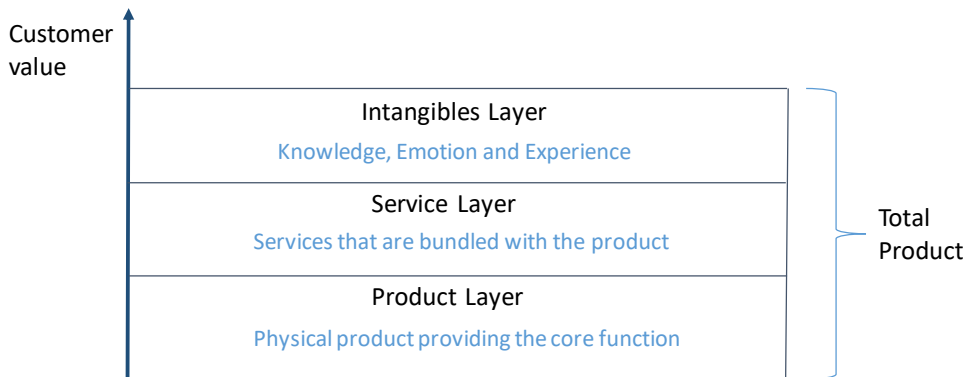 Customer
value
Intangibles Layer
Knowledge, Emotion and Experience
Service Layer
Services that are bundled with the product
Product Layer
Physical product providing the core function
Total
Product